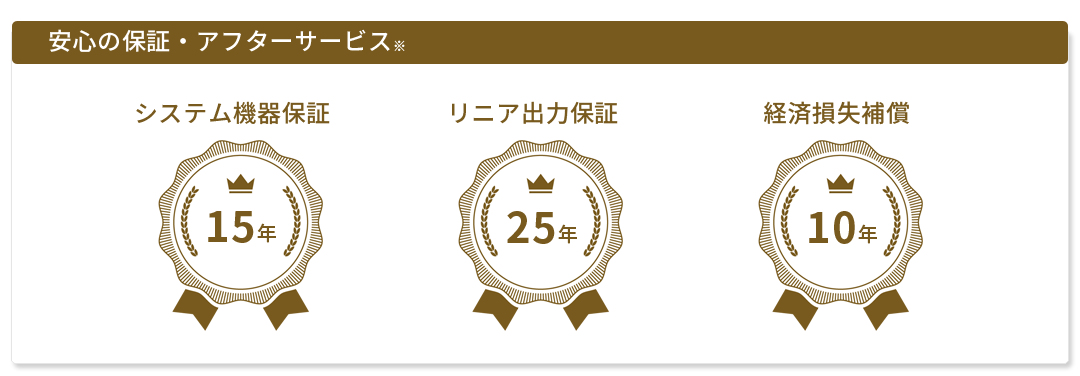 安心の保証・アフターサービス※
システム機器保証
リニア出力保証
経済損失補償
15年
25年
10年